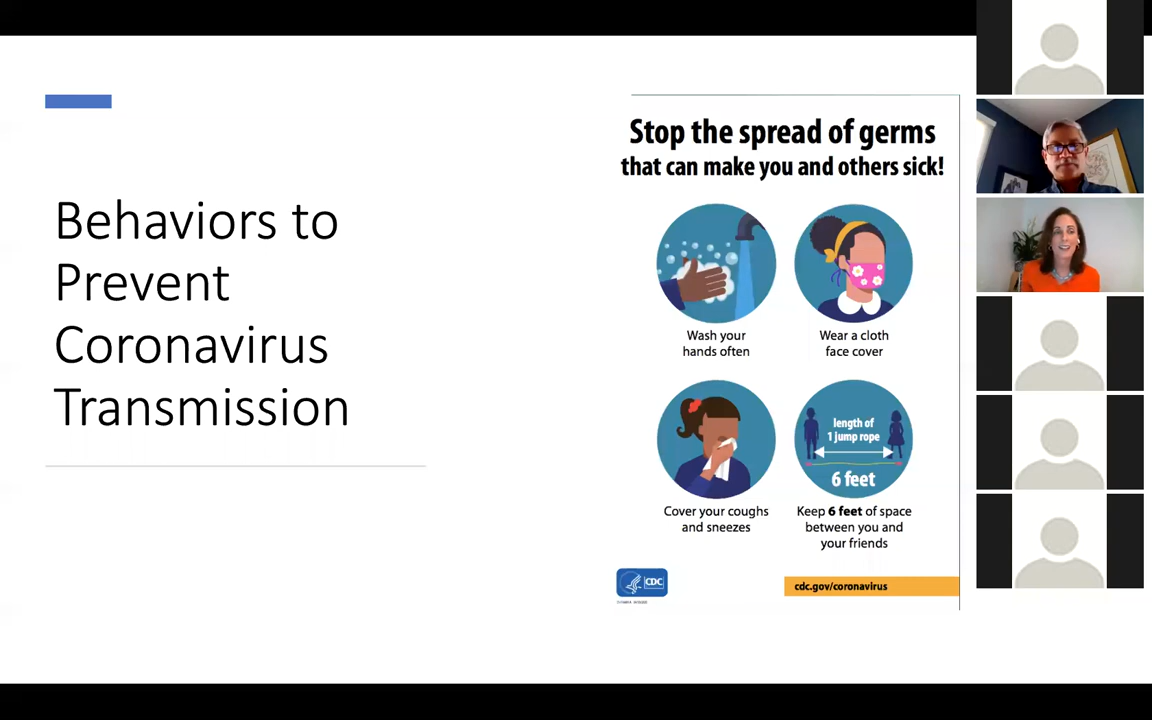 Behaviors to
Prevent
Coronavirus
Transmission
Stop the spread of germs
that can make you and others sick!
Wash your
hands often
Wear a cloth
face cover
Cover your coughs
and sneezes
length of
1 jump rope
6 feet
Keep 6 feet of space
between you and
your friends
CDC
cdc.gov/coronavirus